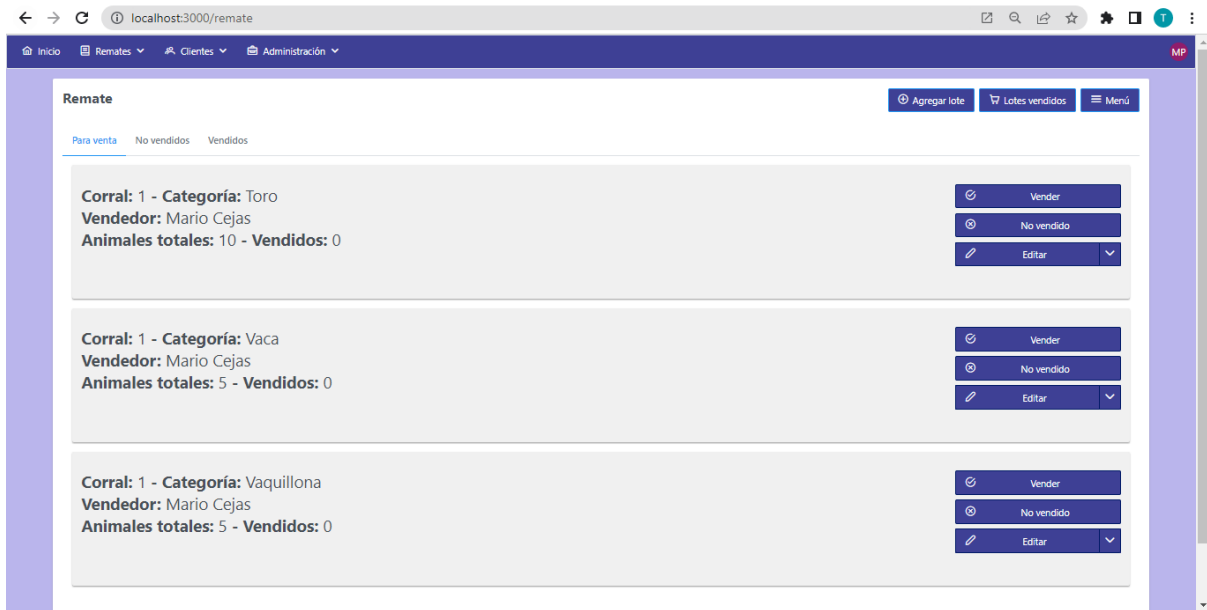 localhost:3000/remate
T
Inicio Remates Clientes Administración MP
Remate Agregar lote Lotes vendidos Menú
Para venta No vendidos Vendidos
Corral: 1 - Categoría: Toro
Vendedor: Mario Cejas
Animales totales: 10 - Vendidos: 0
Vender
No vendido
Editar
Corral: 1 - Categoría: Vaca
Vendedor: Mario Cejas
Animales totales: 5 - Vendidos: 0
Vender
No vendido
Editar
Corral: 1 - Categoría: Vaquillona
Vendedor: Mario Cejas
Animales totales: 5 - Vendidos: 0
Vender
No vendido
Editar